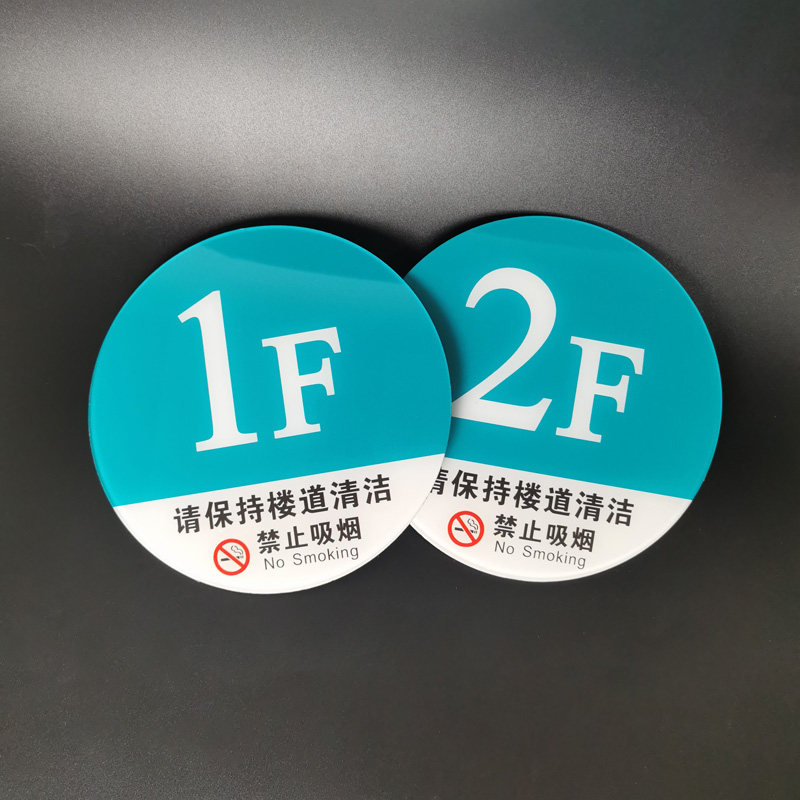 1F
请保持楼道清洁
禁止吸烟
No Smoking
2F
请保持楼道清洁
禁止吸烟
No Smoking